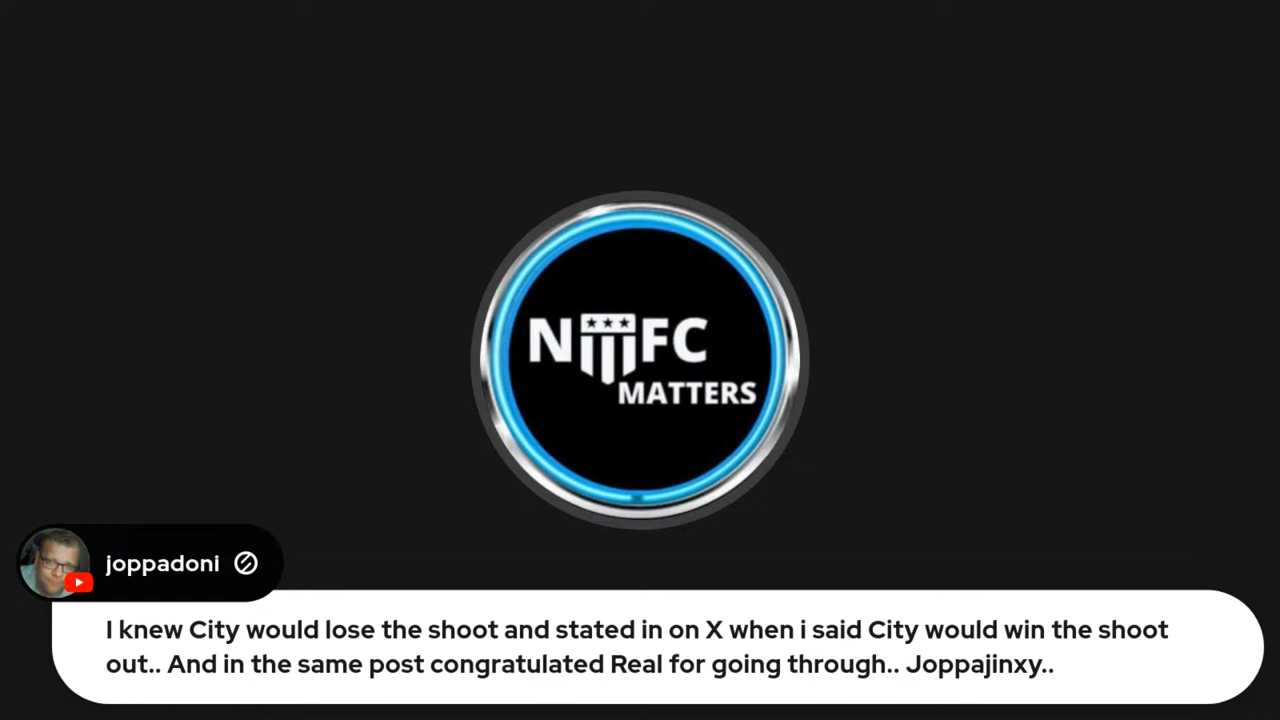 N FC
MATTERS
joppadoni
I knew City would lose the shoot and stated in on X when i said City would win the shoot
out.. And in the same post congratulated Real for going through.. Joppajinxy..